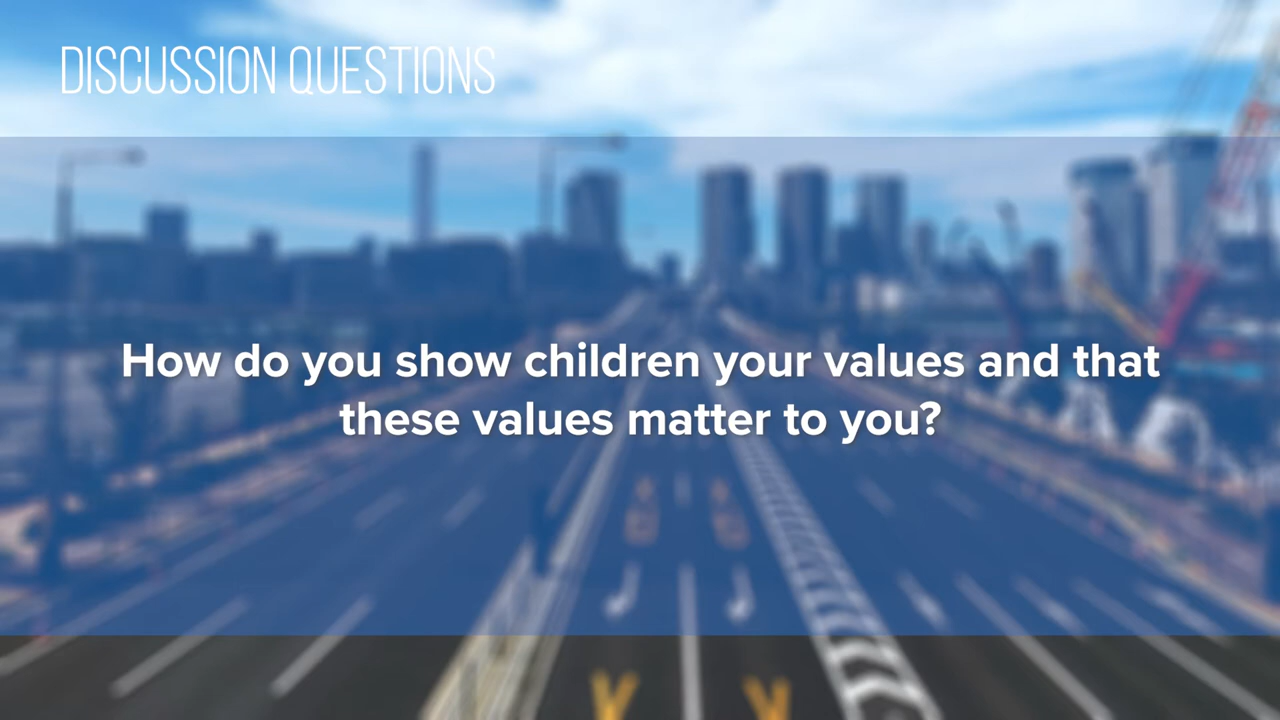 DISCUSSION QUESTIONS
How do you show children your values and that
these values matter to you?